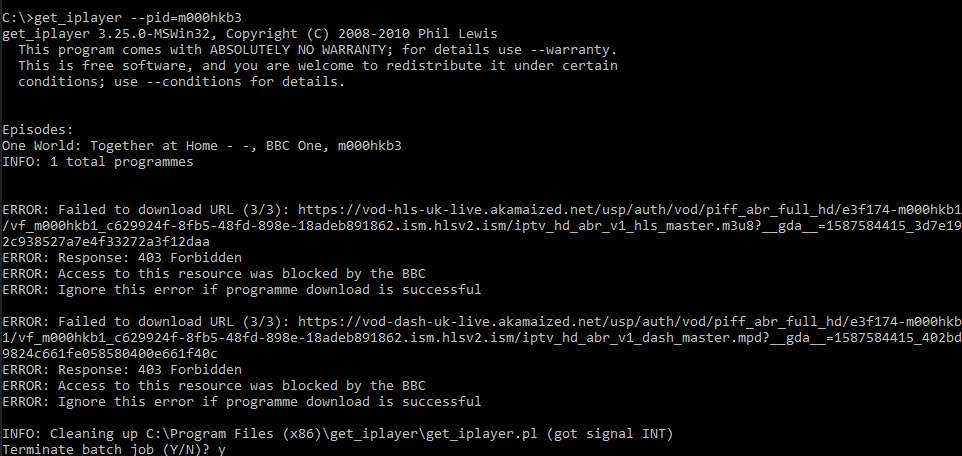 C:\>get_iplayer --pid=m000hkb3
get_iplayer 3.25.0-MSWin32, Copyright (C) 2008-2010 Phil Lewis
  This program comes with ABSOLUTELY NO WARRANTY; for details use --warranty.
  This is free software, and you are welcome to redistribute it under certain
  conditions; use --conditions for details.
Episodes:
One World: Together at Home - -, BBC One, m000hkb3
INFO: 1 total programmes
ERROR: Failed to download URL (3/3): https://vod-hls-uk-live.akamaized.net/usp/auth/vod/piff_abr_full_hd/e3f174-m000hkb1
/vf_m000hkb1_c629924f-8fb5-48fd-898e-18adeb891862.ism.hlsv2.ism/iptv_hd_abr_v1_hls_master.m3u8?__gda__=1587584415_3d7e19
2c938527a7e4f33272a3f12daa
ERROR: Response: 403 Forbidden
ERROR: Access to this resource was blocked by the BBC
ERROR: Ignore this error if programme download is successful
ERROR: Failed to download URL (3/3): https://vod-dash-uk-live.akamaized.net/usp/auth/vod/piff_abr_full_hd/e3f174-m000hkb
1/vf_m000hkb1_c629924f-8fb5-48fd-898e-18adeb891862.ism.hlsv2.ism/iptv_hd_abr_v1_dash_master.mpd?__gda__=1587584415_402bd
9824c661fe058580400e661f40c
ERROR: Response: 403 Forbidden
ERROR: Access to this resource was blocked by the BBC
ERROR: Ignore this error if programme download is successful
INFO: Cleaning up C:\Program Files (x86)\get_iplayer\get_iplayer.pl (got signal INT)
Terminate batch job (Y/N)? y